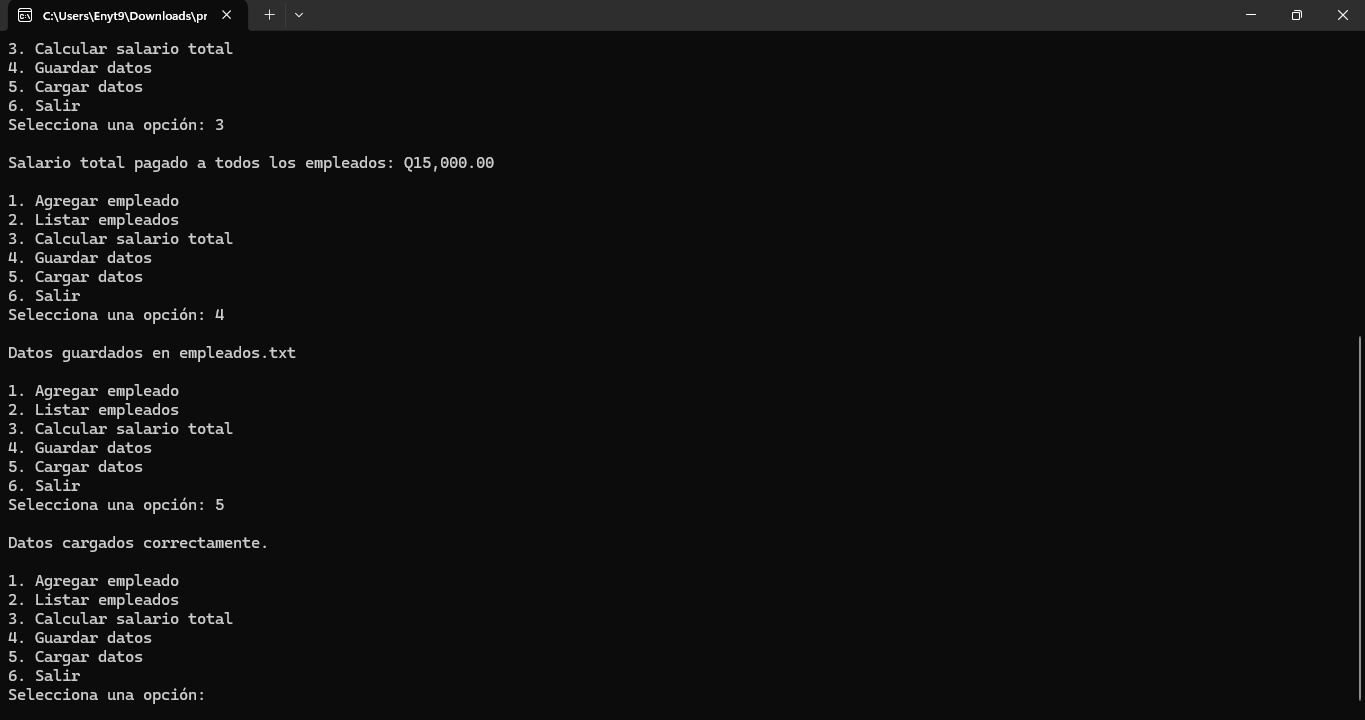 C:\Users\Enyt9\Downloads\pr
3. Calcular salario total
4. Guardar datos
5. Cargar datos
6. Salir
Selecciona una opción: 3
Salario total pagado a todos los empleados: Q15,000.00
1. Agregar empleado
2. Listar empleados
3. Calcular salario total
4. Guardar datos
5. Cargar datos
6. Salir
Selecciona una opción: 4
Datos guardados en empleados.txt
1. Agregar empleado
2. Listar empleados
3. Calcular salario total
4. Guardar datos
5. Cargar datos
6. Salir
Selecciona una opción: 5
Datos cargados correctamente.
1. Agregar empleado
2. Listar empleados
3. Calcular salario total
4. Guardar datos
5. Cargar datos
6. Salir
Selecciona una opción: